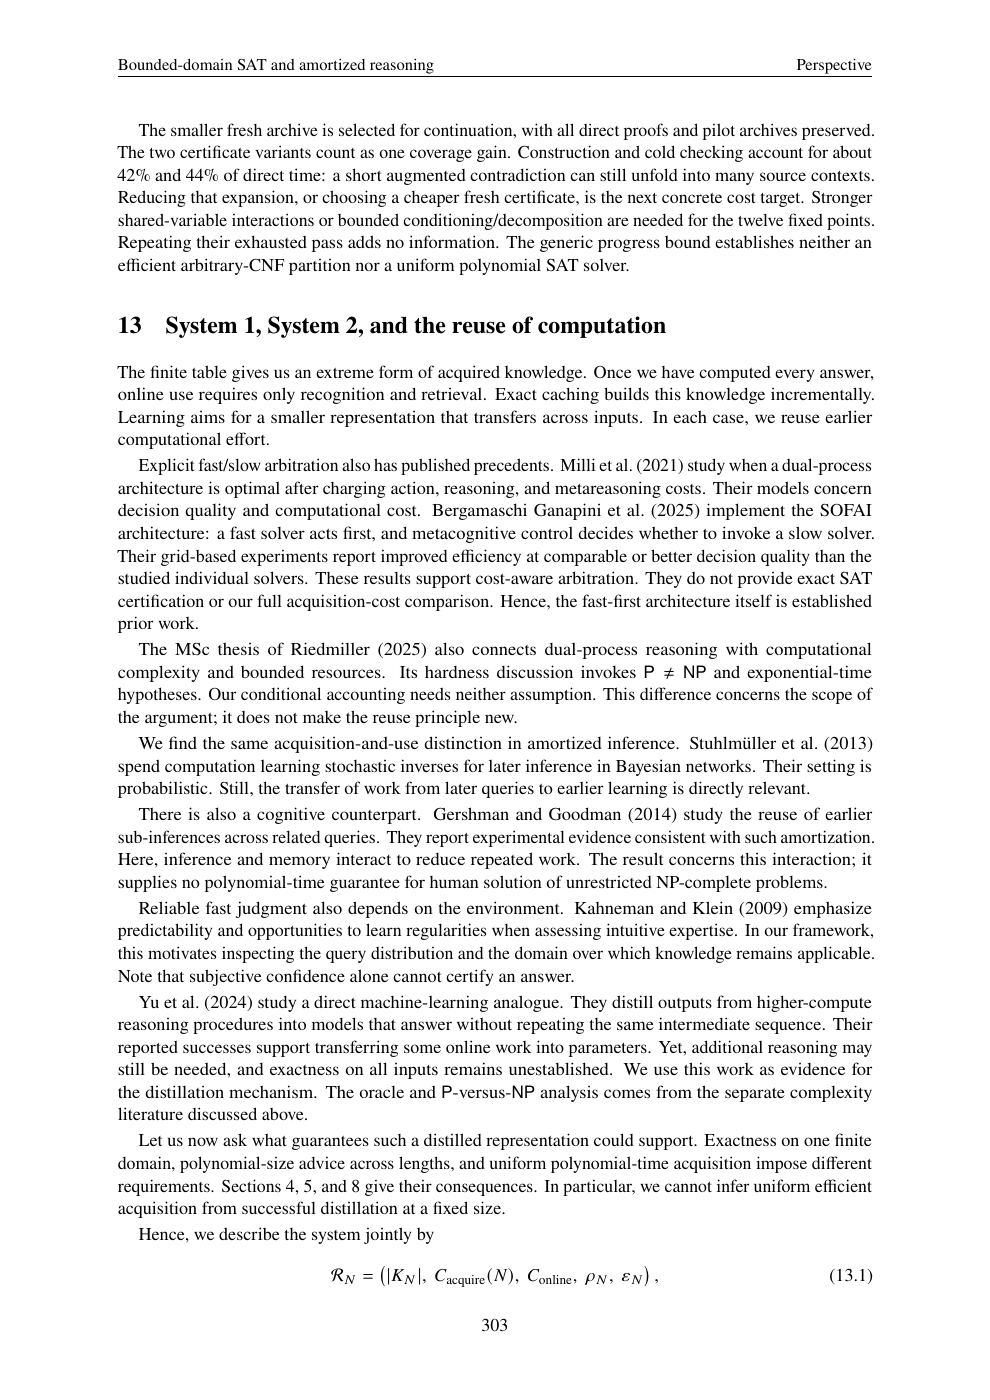 Bounded-domain SAT and amortized reasoning Perspective
The smaller fresh archive is selected for continuation, with all direct proofs and pilot archives preserved.
The two certificate variants count as one coverage gain. Construction and cold checking account for about
42% and 44% of direct time: a short augmented contradiction can still unfold into many source contexts.
Reducing that expansion, or choosing a cheaper fresh certificate, is the next concrete cost target. Stronger
shared-variable interactions or bounded conditioning/decomposition are needed for the twelve fixed points.
Repeating their exhausted pass adds no information. The generic progress bound establishes neither an
efficient arbitrary-CNF partition nor a uniform polynomial SAT solver.
13 System 1, System 2, and the reuse of computation
The finite table gives us an extreme form of acquired knowledge. Once we have computed every answer,
online use requires only recognition and retrieval. Exact caching builds this knowledge incrementally.
Learning aims for a smaller representation that transfers across inputs. In each case, we reuse earlier
computational effort.
Explicit fast/slow arbitration also has published precedents. Milli et al. (2021) study when a dual-process
architecture is optimal after charging action, reasoning, and metareasoning costs. Their models concern
decision quality and computational cost. Bergamaschi Ganapini et al. (2025) implement the SOFAI
architecture: a fast solver acts first, and metacognitive control decides whether to invoke a slow solver.
Their grid-based experiments report improved efficiency at comparable or better decision quality than the
studied individual solvers. These results support cost-aware arbitration. They do not provide exact SAT
certification or our full acquisition-cost comparison. Hence, the fast-first architecture itself is established
prior work.
The MSc thesis of Riedmiller (2025) also connects dual-process reasoning with computational
complexity and bounded resources. Its hardness discussion invokes P ≠ NP and exponential-time
hypotheses. Our conditional accounting needs neither assumption. This difference concerns the scope of
the argument; it does not make the reuse principle new.
We find the same acquisition-and-use distinction in amortized inference. Stuhlmüller et al. (2013)
spend computation learning stochastic inverses for later inference in Bayesian networks. Their setting is
probabilistic. Still, the transfer of work from later queries to earlier learning is directly relevant.
There is also a cognitive counterpart. Gershman and Goodman (2014) study the reuse of earlier
sub-inferences across related queries. They report experimental evidence consistent with such amortization.
Here, inference and memory interact to reduce repeated work. The result concerns this interaction; it
supplies no polynomial-time guarantee for human solution of unrestricted NP-complete problems.
Reliable fast judgment also depends on the environment. Kahneman and Klein (2009) emphasize
predictability and opportunities to learn regularities when assessing intuitive expertise. In our framework,
this motivates inspecting the query distribution and the domain over which knowledge remains applicable.
Note that subjective confidence alone cannot certify an answer.
Yu et al. (2024) study a direct machine-learning analogue. They distill outputs from higher-compute
reasoning procedures into models that answer without repeating the same intermediate sequence. Their
reported successes support transferring some online work into parameters. Yet, additional reasoning may
still be needed, and exactness on all inputs remains unestablished. We use this work as evidence for
the distillation mechanism. The oracle and P-versus-NP analysis comes from the separate complexity
literature discussed above.
Let us now ask what guarantees such a distilled representation could support. Exactness on one finite
domain, polynomial-size advice across lengths, and uniform polynomial-time acquisition impose different
requirements. Sections 4, 5, and 8 give their consequences. In particular, we cannot infer uniform efficient
acquisition from successful distillation at a fixed size.
Hence, we describe the system jointly by
ℛ_N = (|K_N|, C_acquire(N), C_online, ρ_N, ε_N), (13.1)
303